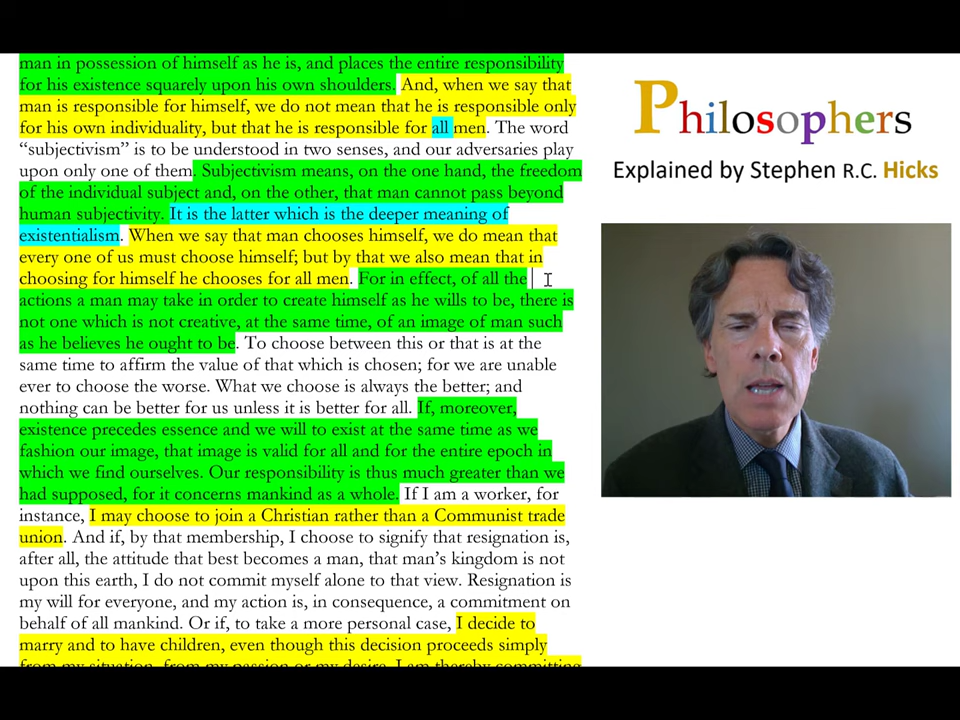 man in possession of himself as he is, and places the entire responsibility
for his existence squarely upon his own shoulders. And, when we say that
man is responsible for himself, we do not mean that he is responsible only
for his own individuality, but that he is responsible for all men. The word
“subjectivism” is to be understood in two senses, and our adversaries play
upon only one of them. Subjectivism means, on the one hand, the freedom
of the individual subject and, on the other, that man cannot pass beyond
human subjectivity. It is the latter which is the deeper meaning of
existentialism. When we say that man chooses himself, we do mean that
every one of us must choose himself; but by that we also mean that in
choosing for himself he chooses for all men. For in effect, of all the
actions a man may take in order to create himself as he wills to be, there is
not one which is not creative, at the same time, of an image of man such
as he believes he ought to be. To choose between this or that is at the
same time to affirm the value of that which is chosen; for we are unable
ever to choose the worse. What we choose is always the better; and
nothing can be better for us unless it is better for all. If, moreover,
existence precedes essence and we will to exist at the same time as we
fashion our image, that image is valid for all and for the entire epoch in
which we find ourselves. Our responsibility is thus much greater than we
had supposed, for it concerns mankind as a whole. If I am a worker, for
instance, I may choose to join a Christian rather than a Communist trade
union. And if, by that membership, I choose to signify that resignation is,
after all, the attitude that best becomes a man, that man’s kingdom is not
upon this earth, I do not commit myself alone to that view. Resignation is
my will for everyone, and my action is, in consequence, a commitment on
behalf of all mankind. Or if, to take a more personal case, I decide to
marry and to have children, even though this decision proceeds simply
from my situation, from my passion or my desire, I am thereby committing
Philosophers
Explained by Stephen R.C. Hicks